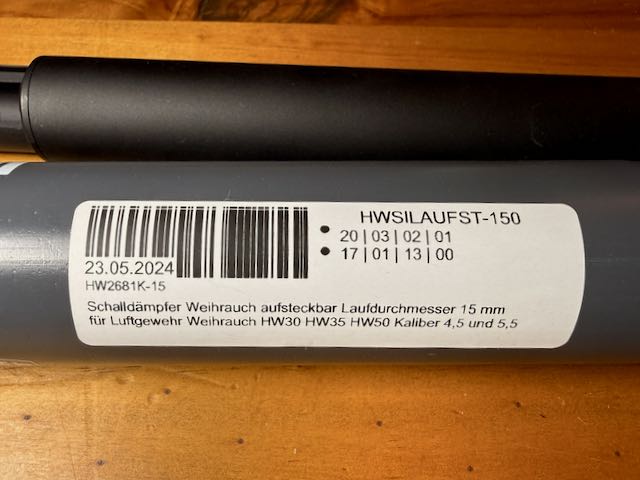 HWSILAUFST-150
20 | 03 | 02 | 01
17 | 01 | 13 | 00
23.05.2024
HW2681K-15
Schalldämpfer Weihrauch aufsteckbar Laufdurchmesser 15 mm
für Luftgewehr Weihrauch HW30 HW35 HW50 Kaliber 4,5 und 5,5